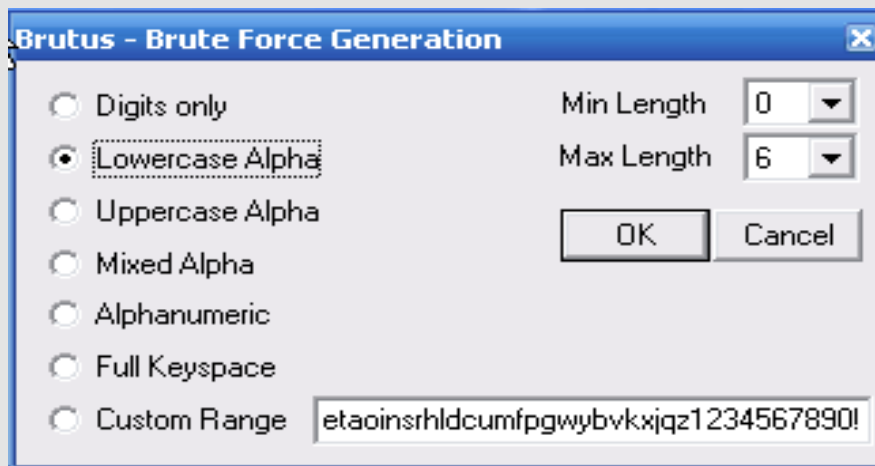 Brutus - Brute Force Generation
Digits only
Min Length 0
Lowercase Alpha
Max Length 6
Uppercase Alpha
OK Cancel
Mixed Alpha
Alphanumeric
Full Keyspace
Custom Range etaoinsrhldcumfpgwybvkxjqz1234567890!